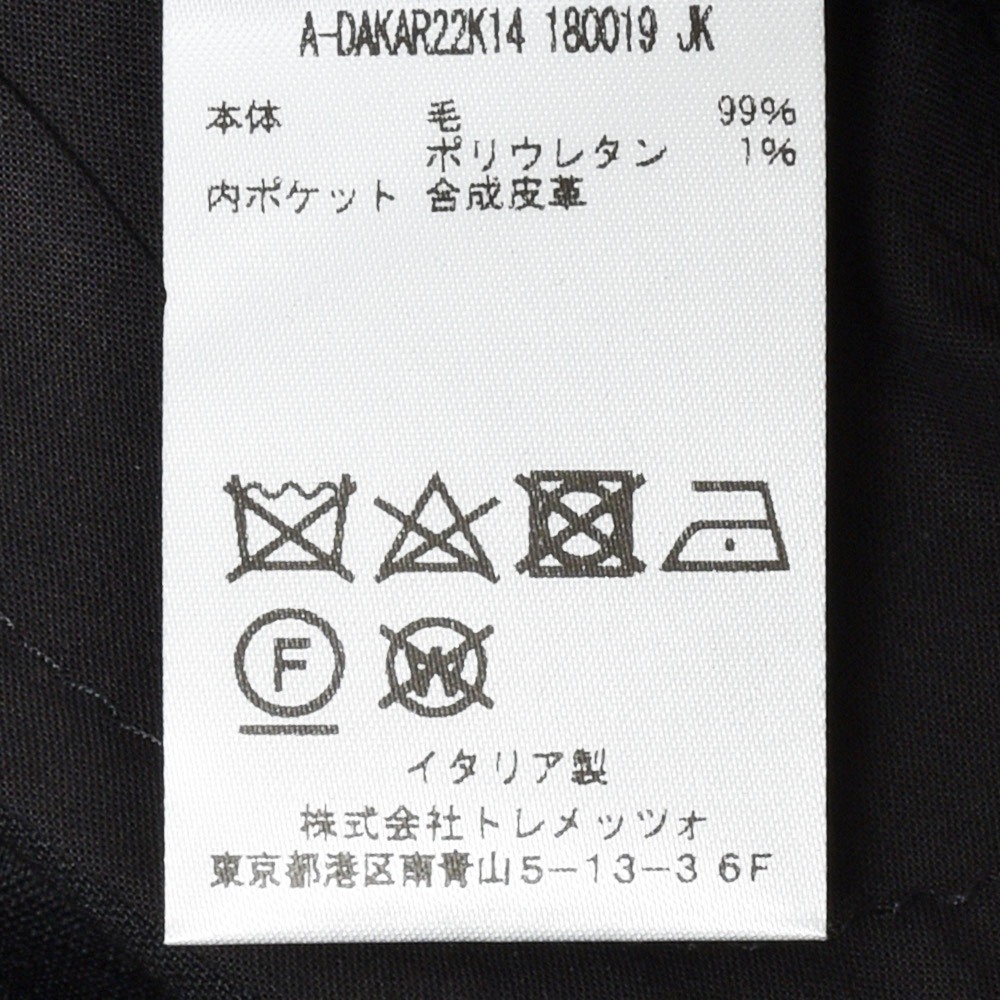 A-DAKAR22K14 180019 JK
本体 毛 99%
ポリウレタン 1%
内ポケット 合成皮革
F W
イタリア製
株式会社トレメッツォ
東京都港区南青山5-13-3 6F